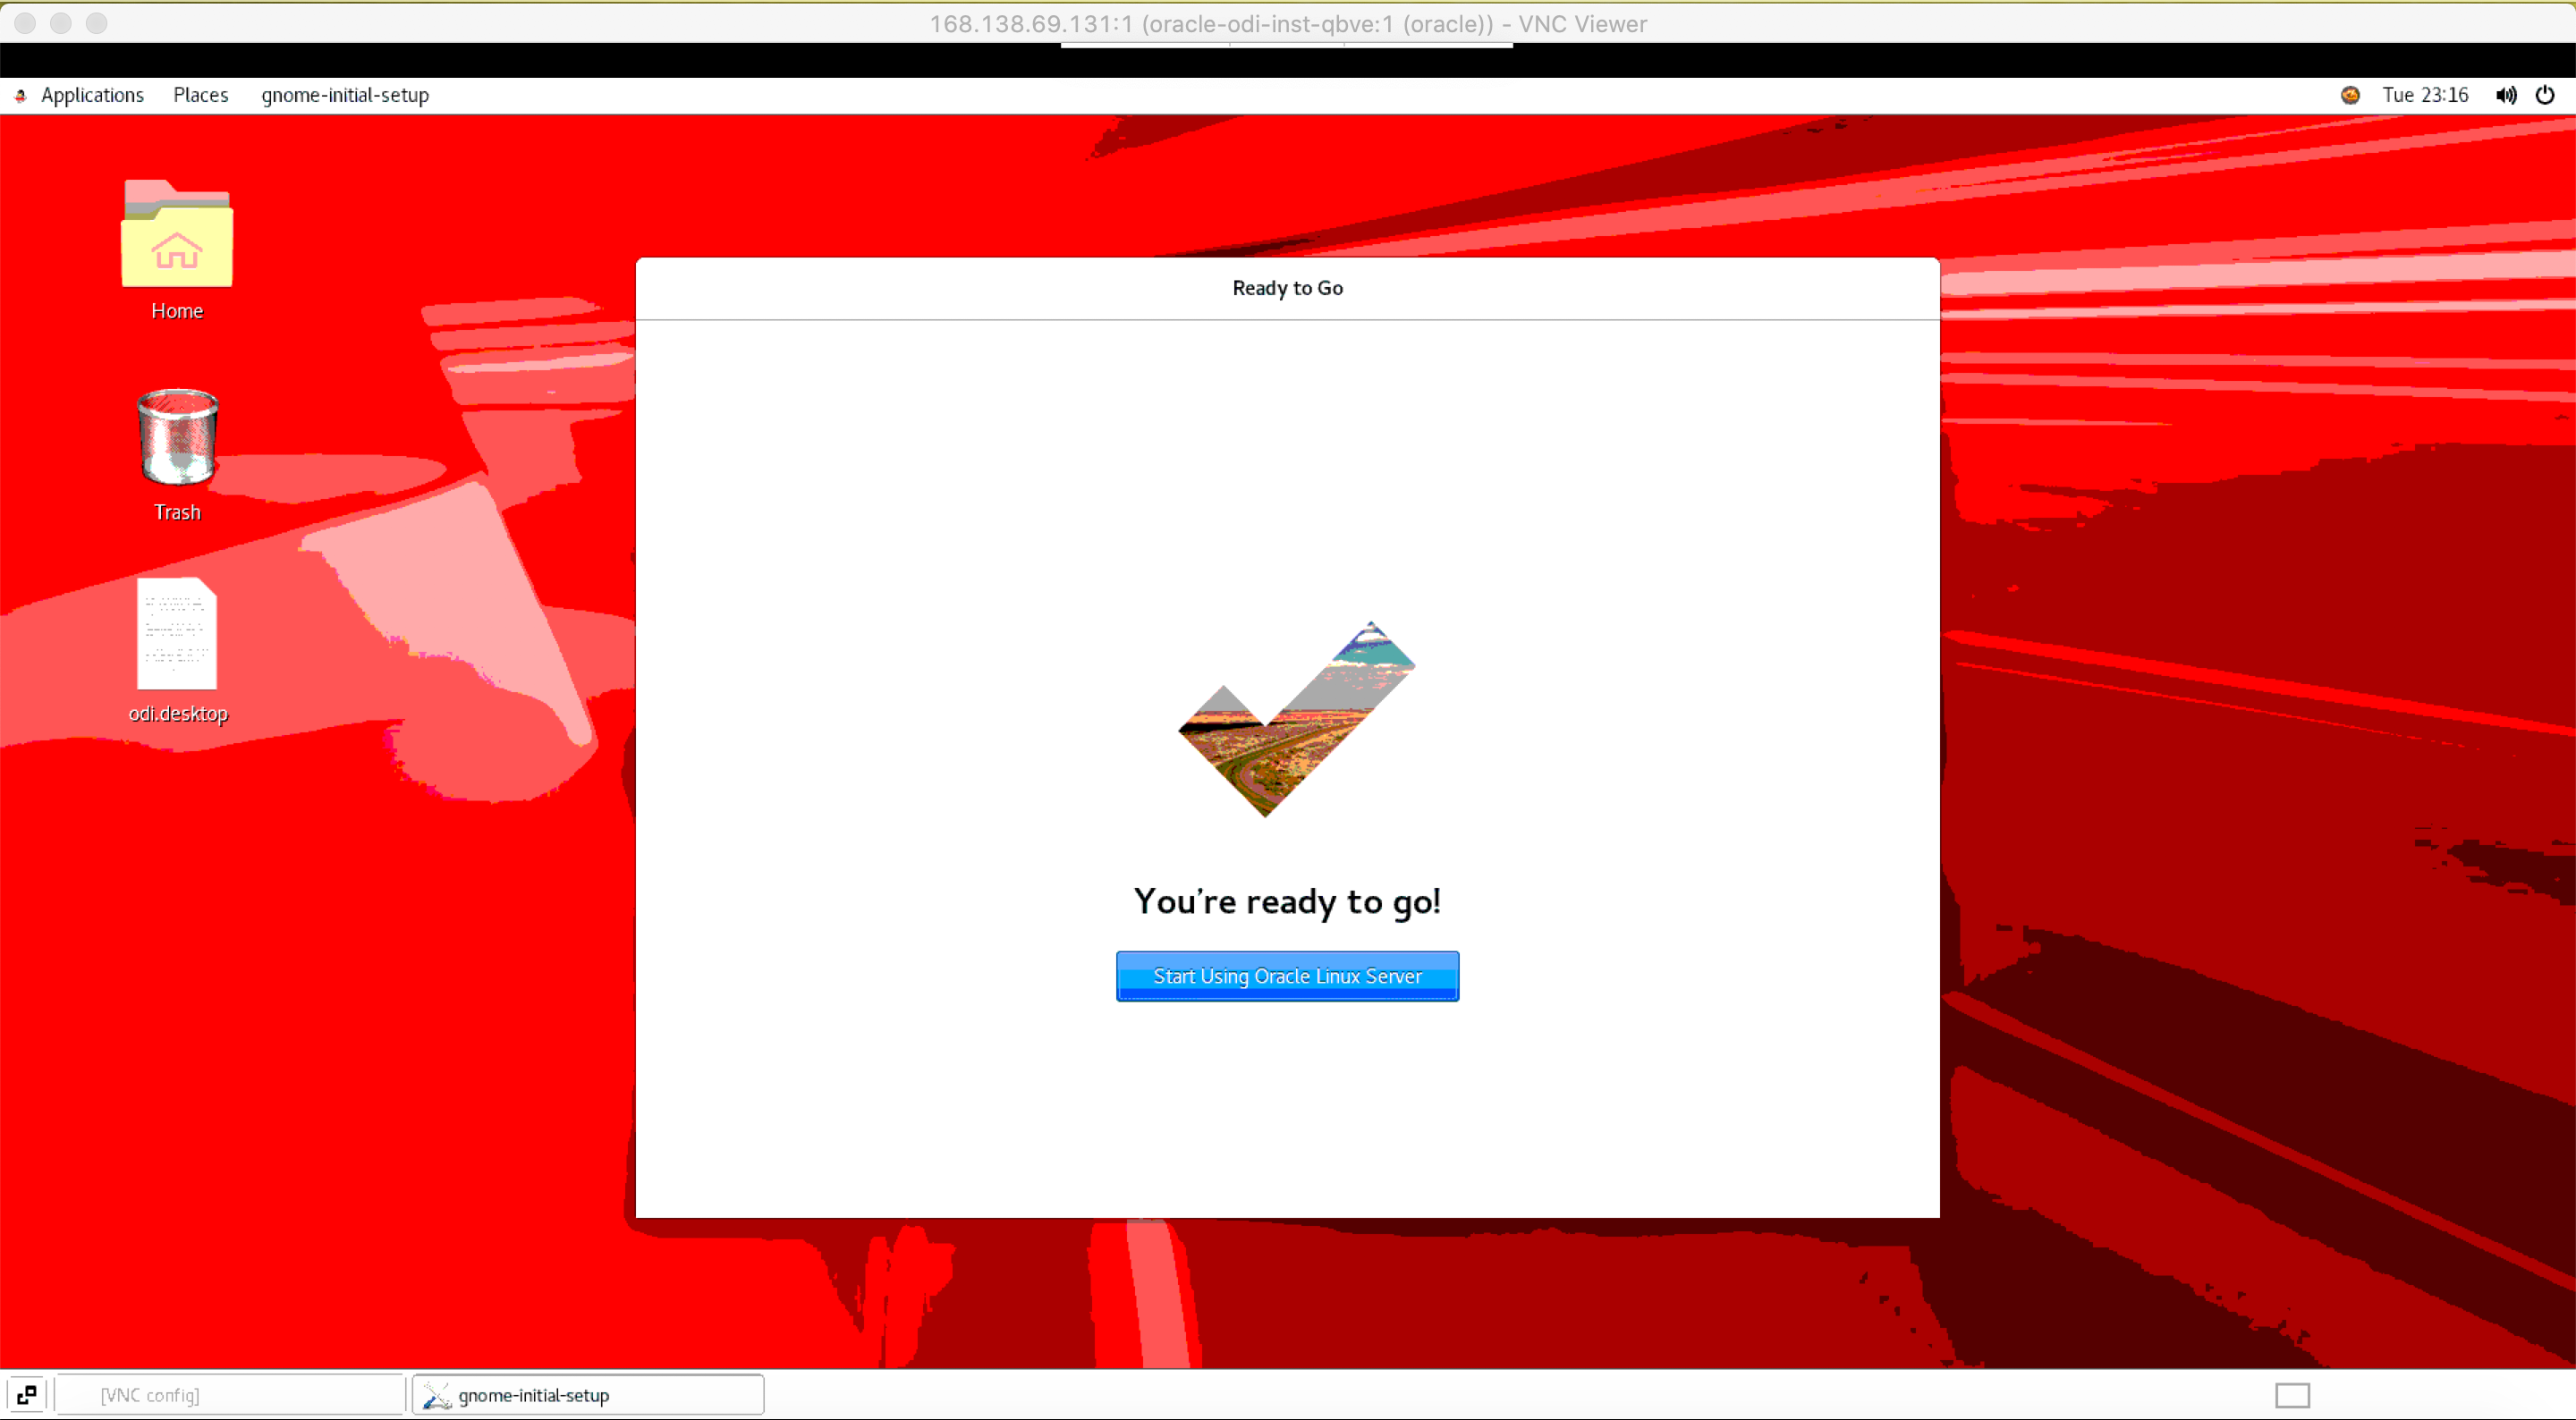 168.138.69.131:1 (oracle-odi-inst-qbve:1 (oracle)) - VNC Viewer
Applications Places gnome-initial-setup Tue 23:16
Home
Trash
odi.desktop
Ready to Go
You're ready to go!
Start Using Oracle Linux Server
[VNC config] gnome-initial-setup